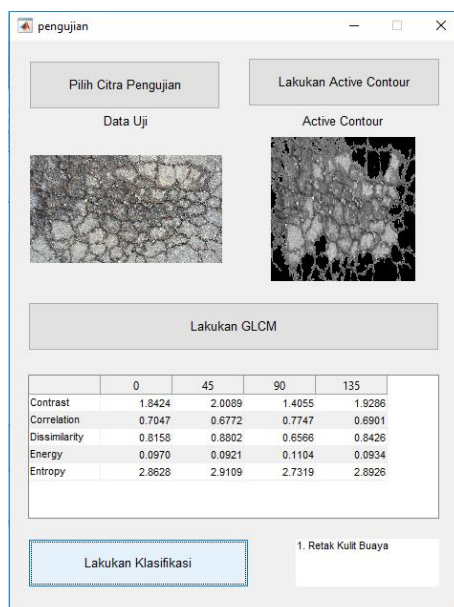 pengujian
Pilih Citra Pengujian
Lakukan Active Contour
Data Uji
Active Contour
Lakukan GLCM
0 45 90 135
Contrast 1.8424 2.0089 1.4055 1.9286
Correlation 0.7047 0.6772 0.7747 0.6901
Dissimilarity 0.8158 0.8802 0.6566 0.8426
Energy 0.0970 0.0921 0.1104 0.0934
Entropy 2.8628 2.9109 2.7319 2.8926
Lakukan Klasifikasi
1. Retak Kulit Buaya